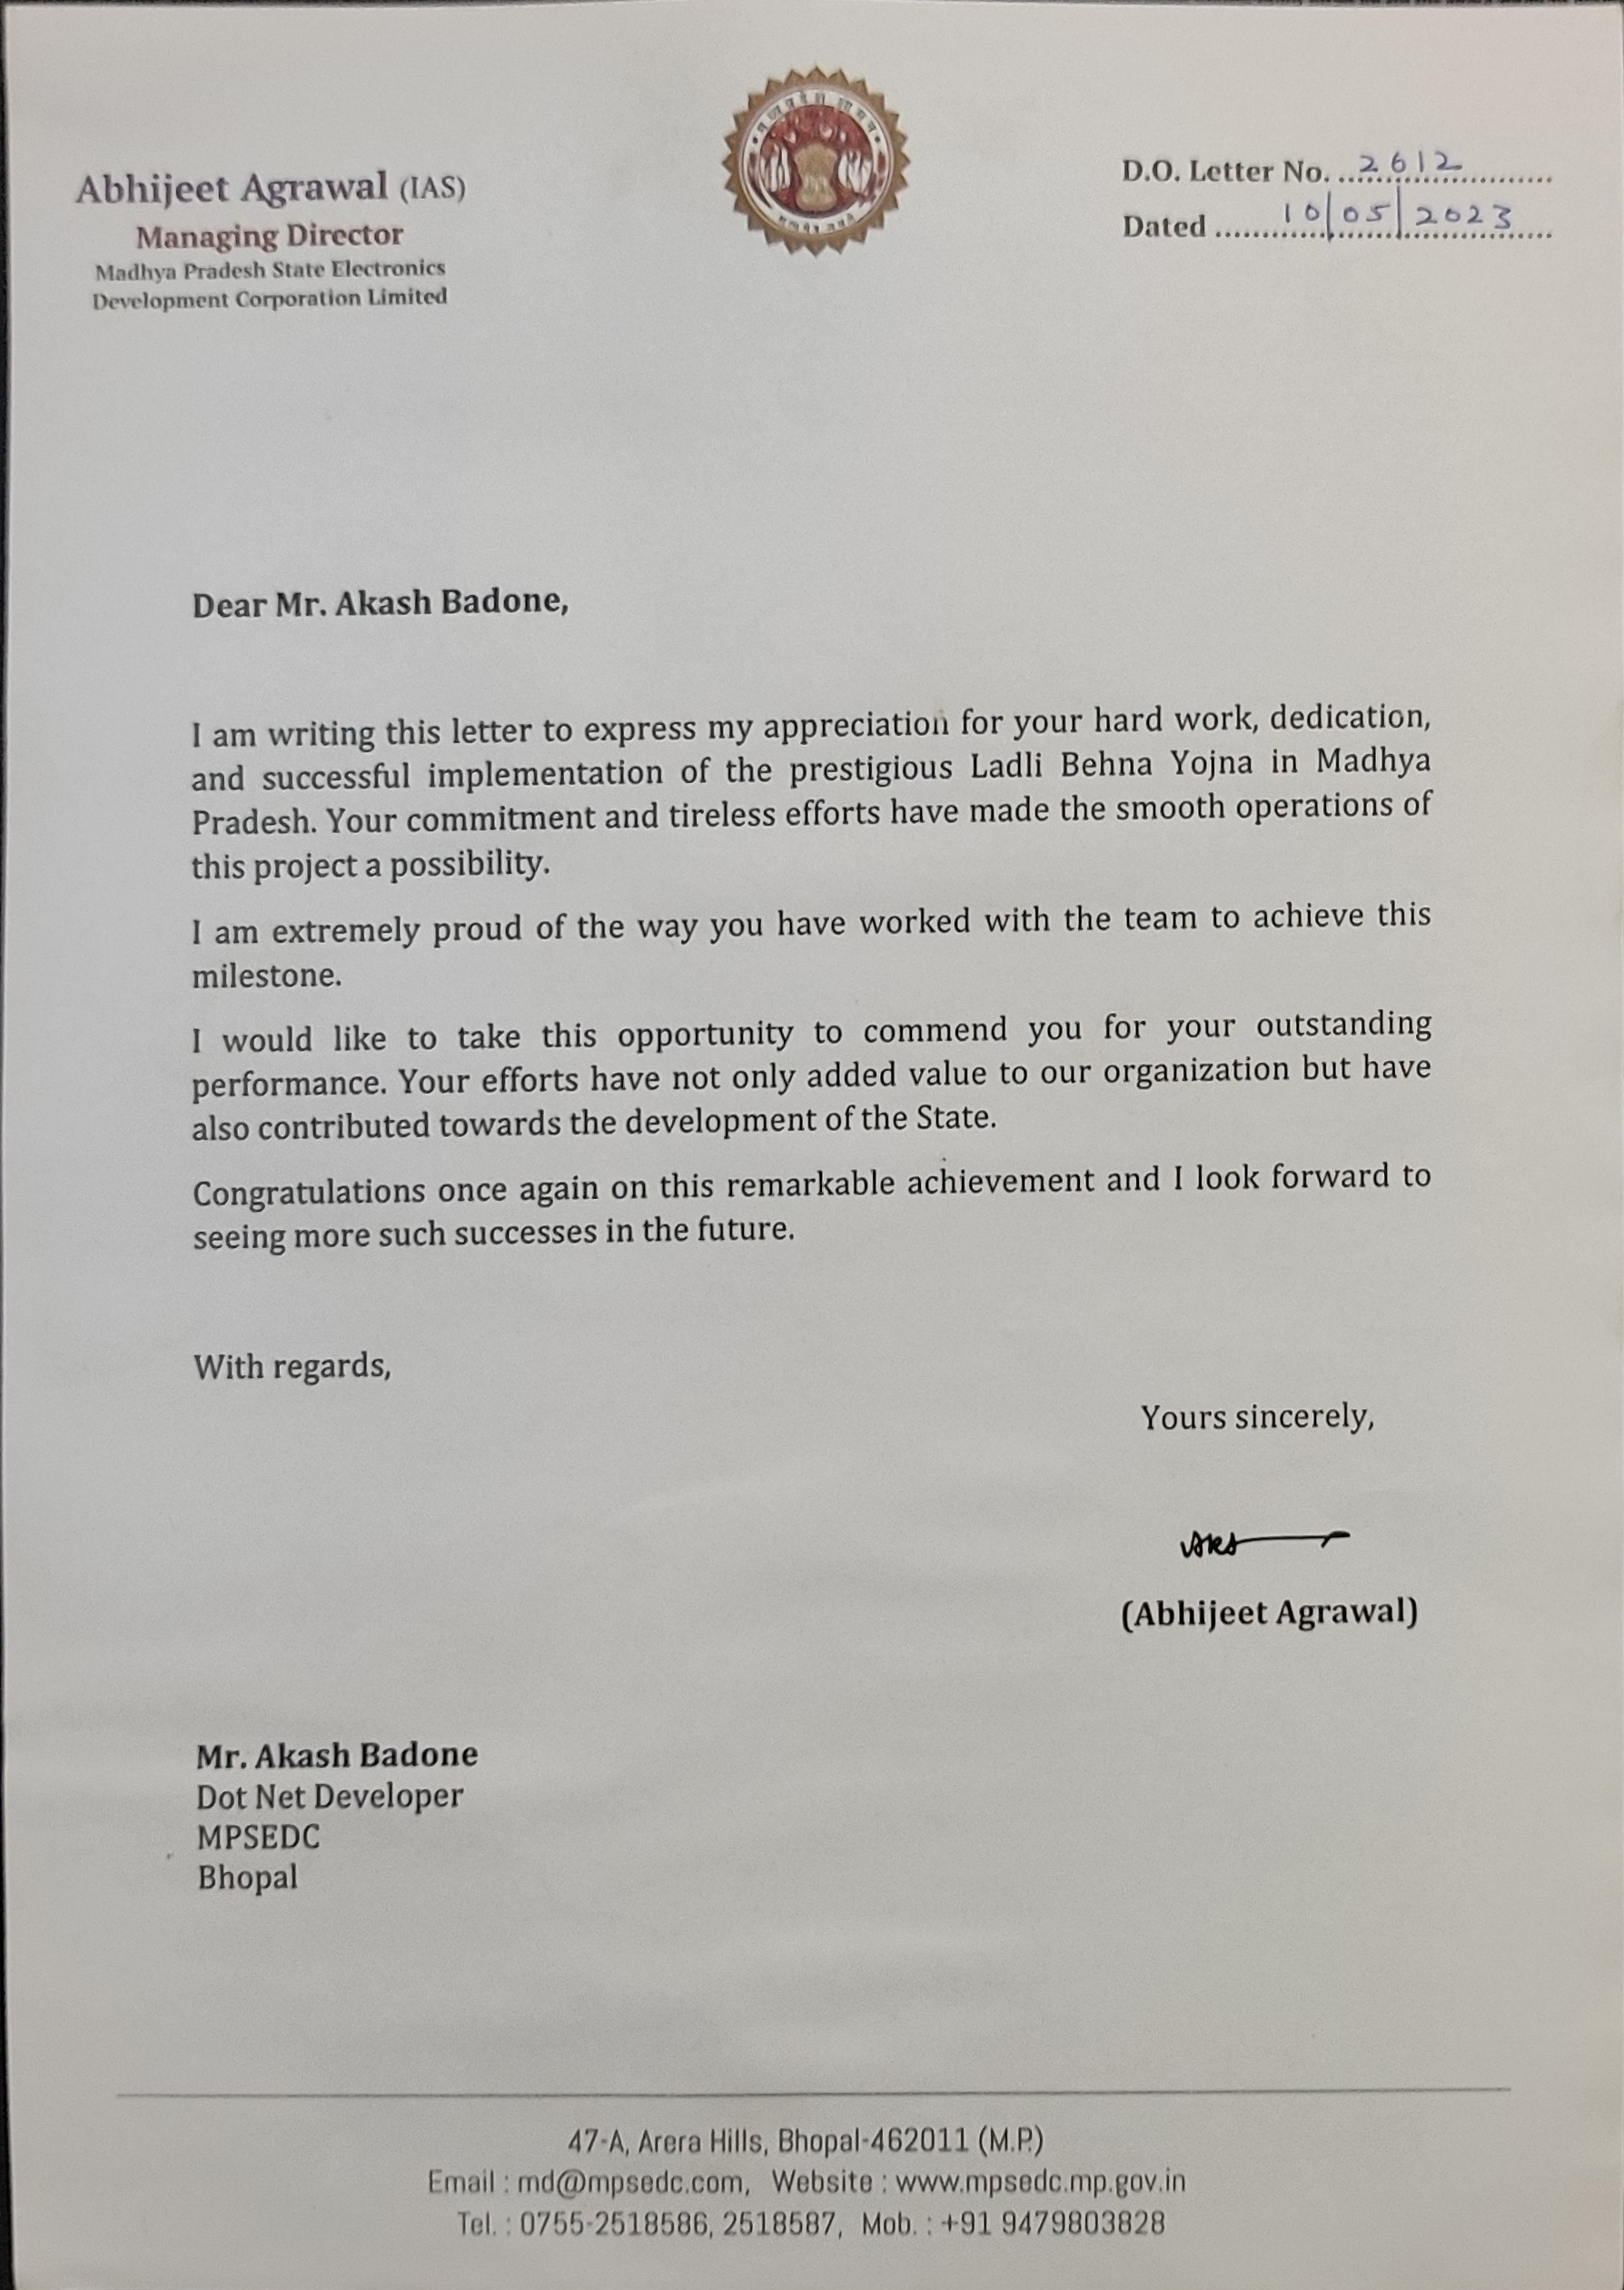 Abhijeet Agrawal (IAS)
Managing Director
Madhya Pradesh State Electronics
Development Corporation Limited
D.O. Letter No. ..2612..........
Dated ......10/05/2023....
Dear Mr. Akash Badone,
I am writing this letter to express my appreciation for your hard work, dedication,
and successful implementation of the prestigious Ladli Behna Yojna in Madhya
Pradesh. Your commitment and tireless efforts have made the smooth operations of
this project a possibility.
I am extremely proud of the way you have worked with the team to achieve this
milestone.
I would like to take this opportunity to commend you for your outstanding
performance. Your efforts have not only added value to our organization but have
also contributed towards the development of the State.
Congratulations once again on this remarkable achievement and I look forward to
seeing more such successes in the future.
With regards,
Yours sincerely,
(Abhijeet Agrawal)
Mr. Akash Badone
Dot Net Developer
MPSEDC
Bhopal
47-A, Arera Hills, Bhopal-462011 (M.P.)
Email : md@mpsedc.com, Website : www.mpsedc.mp.gov.in
Tel. : 0755-2518586, 2518587, Mob. : +91 9479803828